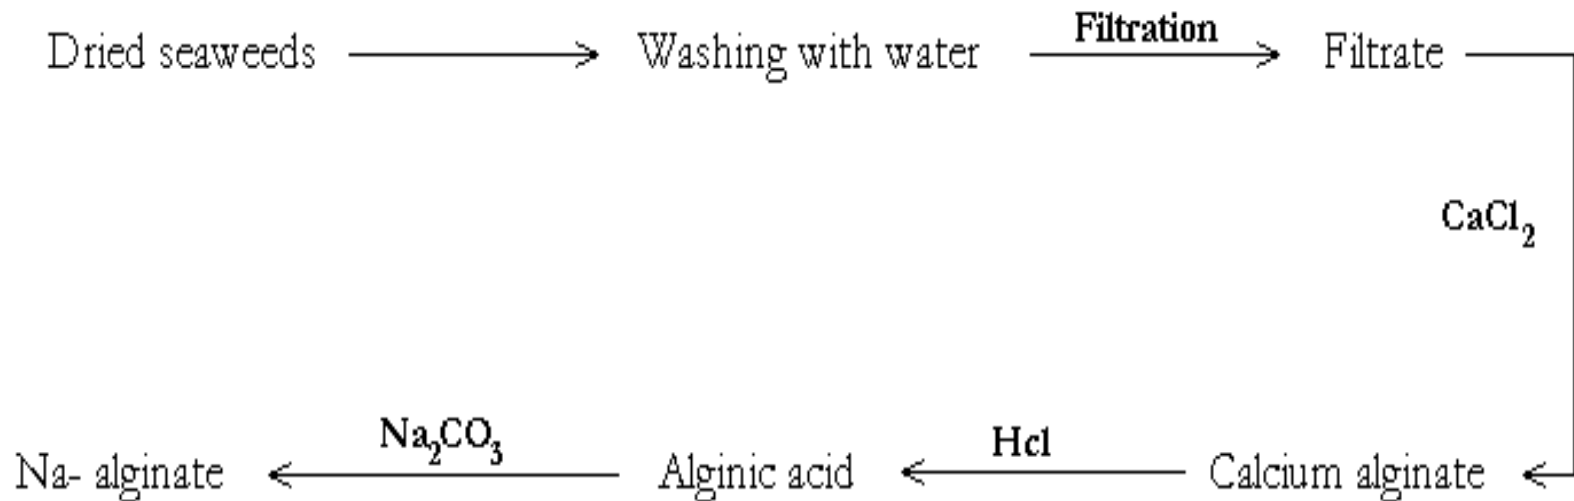 Dried seaweeds
Washing with water
Filtration
Filtrate
CaCl₂
Calcium alginate
Hcl
Alginic acid
Na₂CO₃
Na- alginate